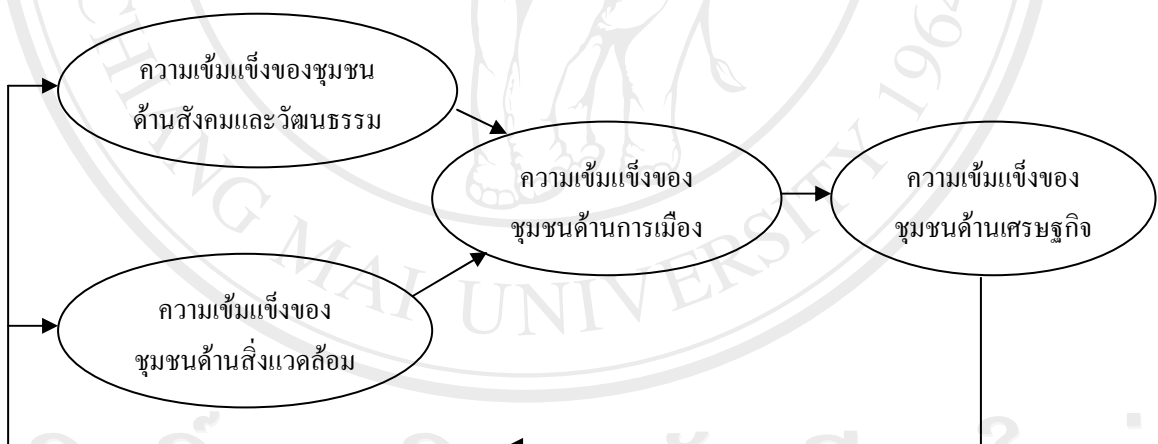 ความเข้มแข็งของชุมชน
ด้านสังคมและวัฒนธรรม
ความเข้มแข็งของ
ชุมชนด้านสิ่งแวดล้อม
ความเข้มแข็งของ
ชุมชนด้านการเมือง
ความเข้มแข็งของ
ชุมชนด้านเศรษฐกิจ
CHIANG MAI UNIVERSITY 1964